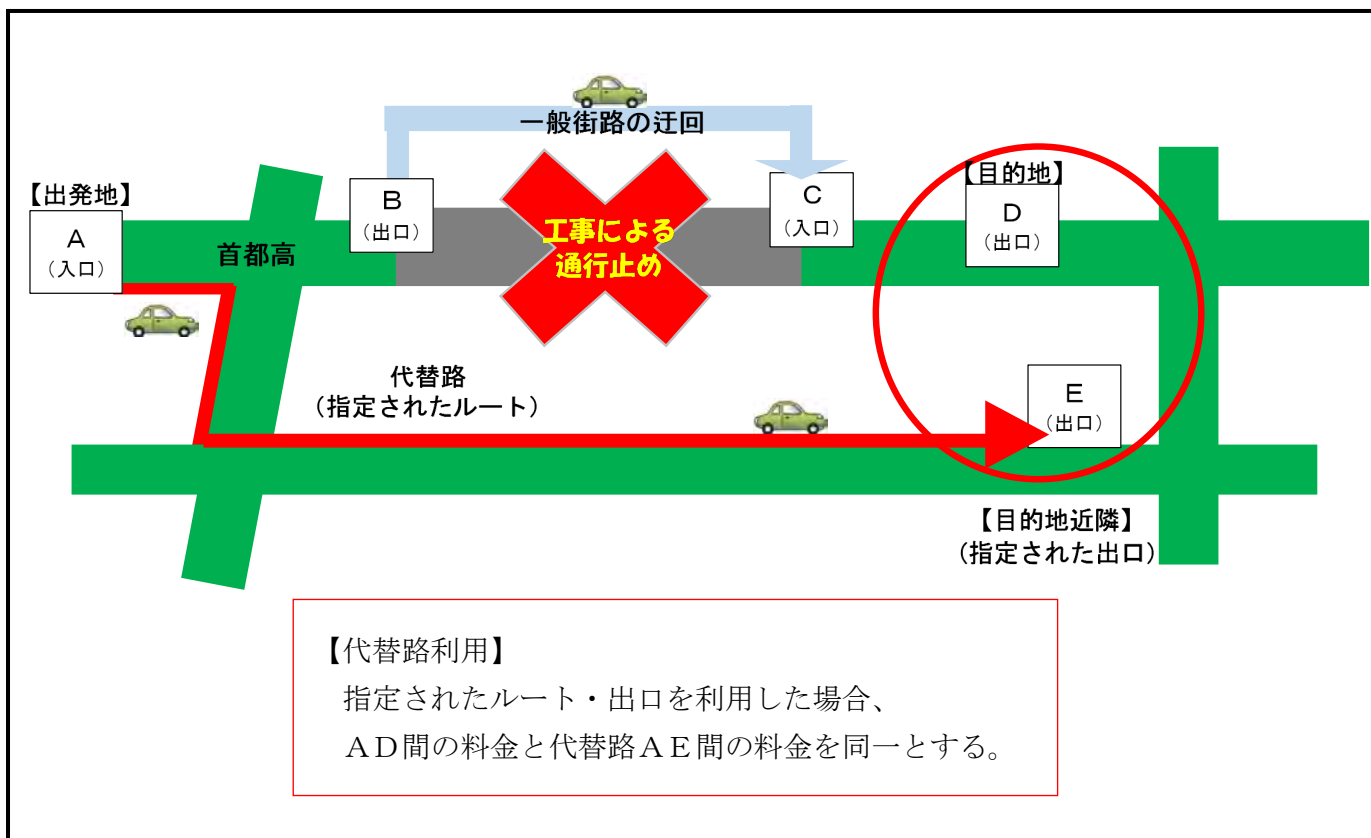 一般街路の迂回
【出発地】
A
(入口)
首都高
B
(出口)
工事による
通行止め
C
(入口)
【目的地】
D
(出口)
代替路
(指定されたルート)
E
(出口)
【目的地近隣】
(指定された出口)
【代替路利用】
指定されたルート・出口を利用した場合、
AD間の料金と代替路AE間の料金を同一とする。